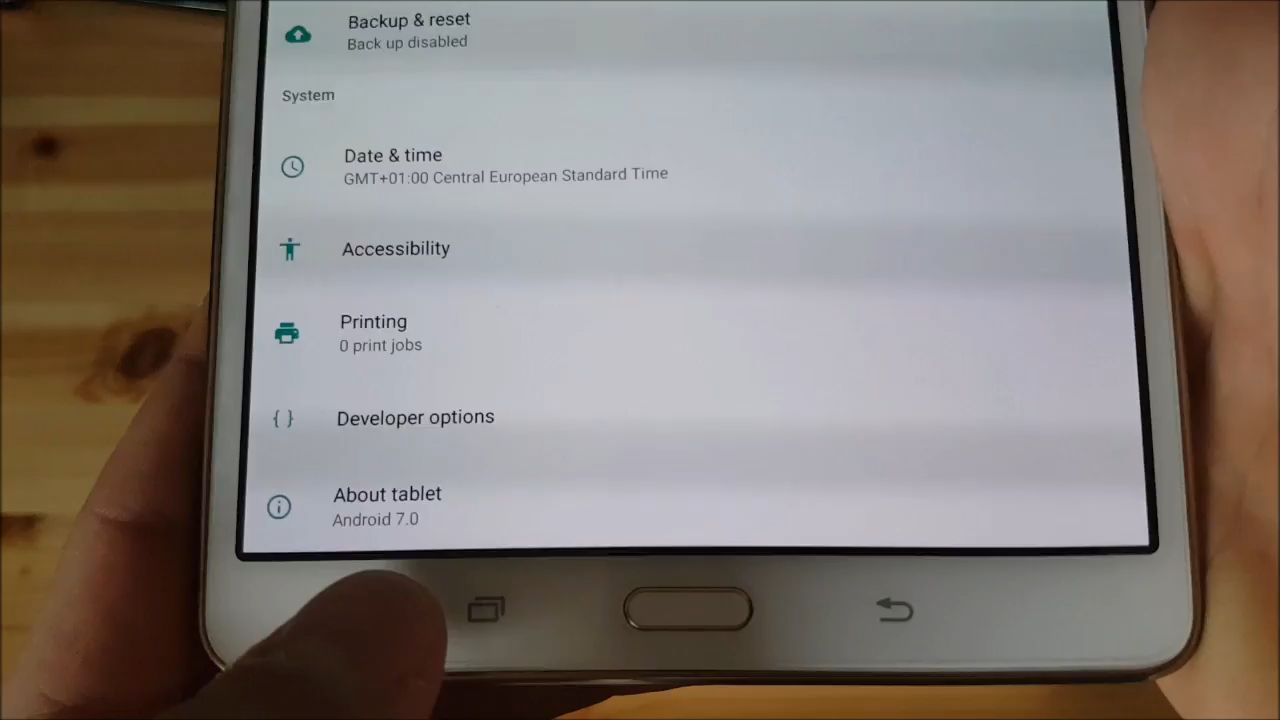 Backup & reset
Back up disabled
System
Date & time
GMT+01:00 Central European Standard Time
Accessibility
Printing
0 print jobs
{ } Developer options
About tablet
Android 7.0